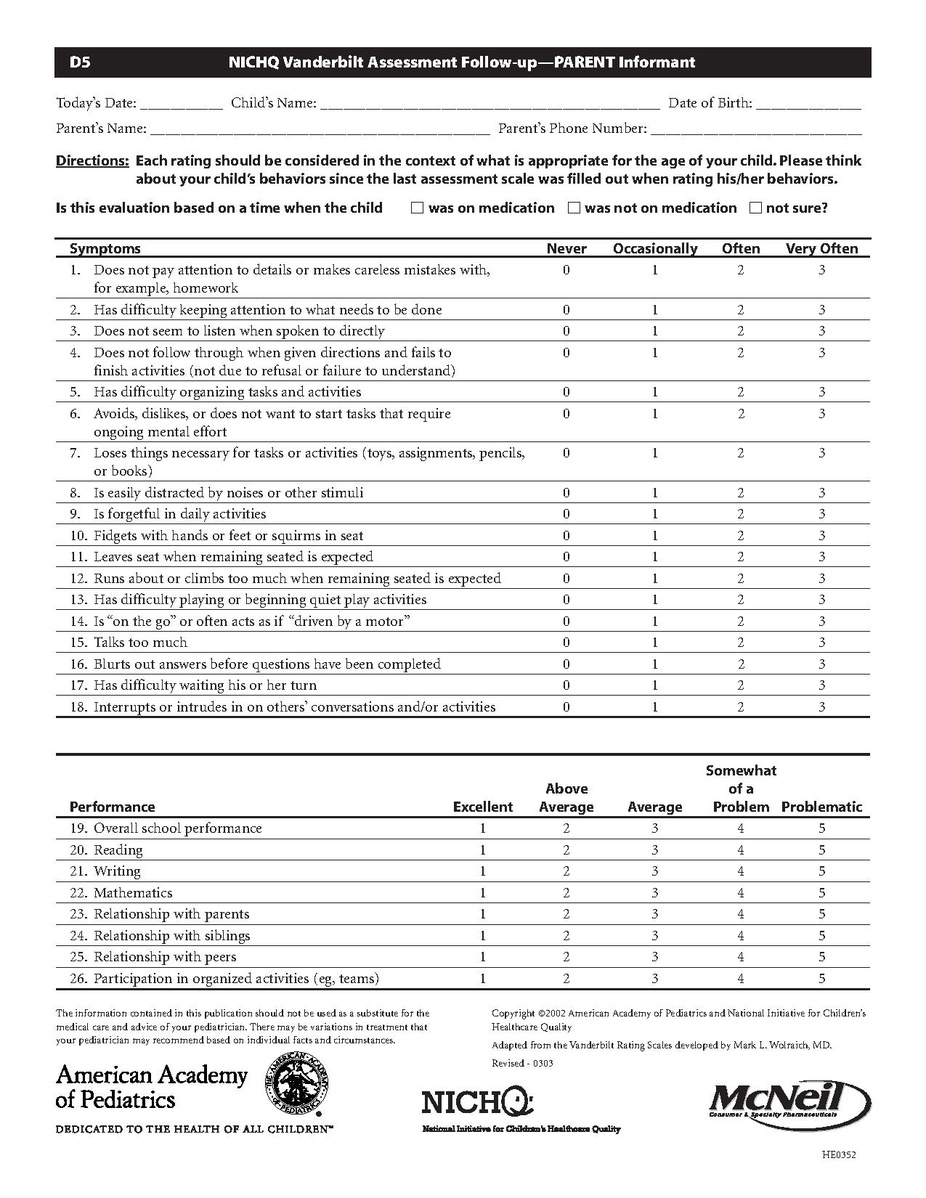 D5 NICHQ Vanderbilt Assessment Follow-up—PARENT Informant
Today's Date: ___________ Child's Name: _____________________________________________ Date of Birth: ______________
Parent's Name: _____________________________________________ Parent's Phone Number: ____________________________
Directions: Each rating should be considered in the context of what is appropriate for the age of your child. Please think
about your child's behaviors since the last assessment scale was filled out when rating his/her behaviors.
Is this evaluation based on a time when the child ☐ was on medication ☐ was not on medication ☐ not sure?
Symptoms Never Occasionally Often Very Often
1. Does not pay attention to details or makes careless mistakes with, 0 1 2 3
for example, homework
2. Has difficulty keeping attention to what needs to be done 0 1 2 3
3. Does not seem to listen when spoken to directly 0 1 2 3
4. Does not follow through when given directions and fails to 0 1 2 3
finish activities (not due to refusal or failure to understand)
5. Has difficulty organizing tasks and activities 0 1 2 3
6. Avoids, dislikes, or does not want to start tasks that require 0 1 2 3
ongoing mental effort
7. Loses things necessary for tasks or activities (toys, assignments, pencils, 0 1 2 3
or books)
8. Is easily distracted by noises or other stimuli 0 1 2 3
9. Is forgetful in daily activities 0 1 2 3
10. Fidgets with hands or feet or squirms in seat 0 1 2 3
11. Leaves seat when remaining seated is expected 0 1 2 3
12. Runs about or climbs too much when remaining seated is expected 0 1 2 3
13. Has difficulty playing or beginning quiet play activities 0 1 2 3
14. Is "on the go" or often acts as if "driven by a motor" 0 1 2 3
15. Talks too much 0 1 2 3
16. Blurts out answers before questions have been completed 0 1 2 3
17. Has difficulty waiting his or her turn 0 1 2 3
18. Interrupts or intrudes in on others' conversations and/or activities 0 1 2 3
Somewhat
Above of a
Performance Excellent Average Average Problem Problematic
19. Overall school performance 1 2 3 4 5
20. Reading 1 2 3 4 5
21. Writing 1 2 3 4 5
22. Mathematics 1 2 3 4 5
23. Relationship with parents 1 2 3 4 5
24. Relationship with siblings 1 2 3 4 5
25. Relationship with peers 1 2 3 4 5
26. Participation in organized activities (eg, teams) 1 2 3 4 5
The information contained in this publication should not be used as a substitute for the
medical care and advice of your pediatrician. There may be variations in treatment that
your pediatrician may recommend based on individual facts and circumstances.
Copyright ©2002 American Academy of Pediatrics and National Initiative for Children's
Healthcare Quality
Adapted from the Vanderbilt Rating Scales developed by Mark L. Wolraich, MD.
Revised - 0303
American Academy
of Pediatrics
DEDICATED TO THE HEALTH OF ALL CHILDREN™
THE AMERICAN ACADEMY OF PEDIATRICS
NICHQ
National Initiative for Children's Healthcare Quality
McNeil
Consumer & Specialty Pharmaceuticals
HE0352